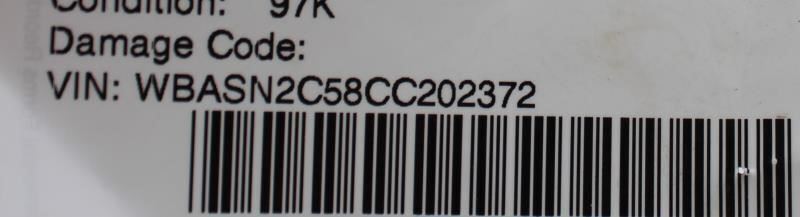 Condition: 97K
Damage Code:
VIN: WBASN2C58CC202372